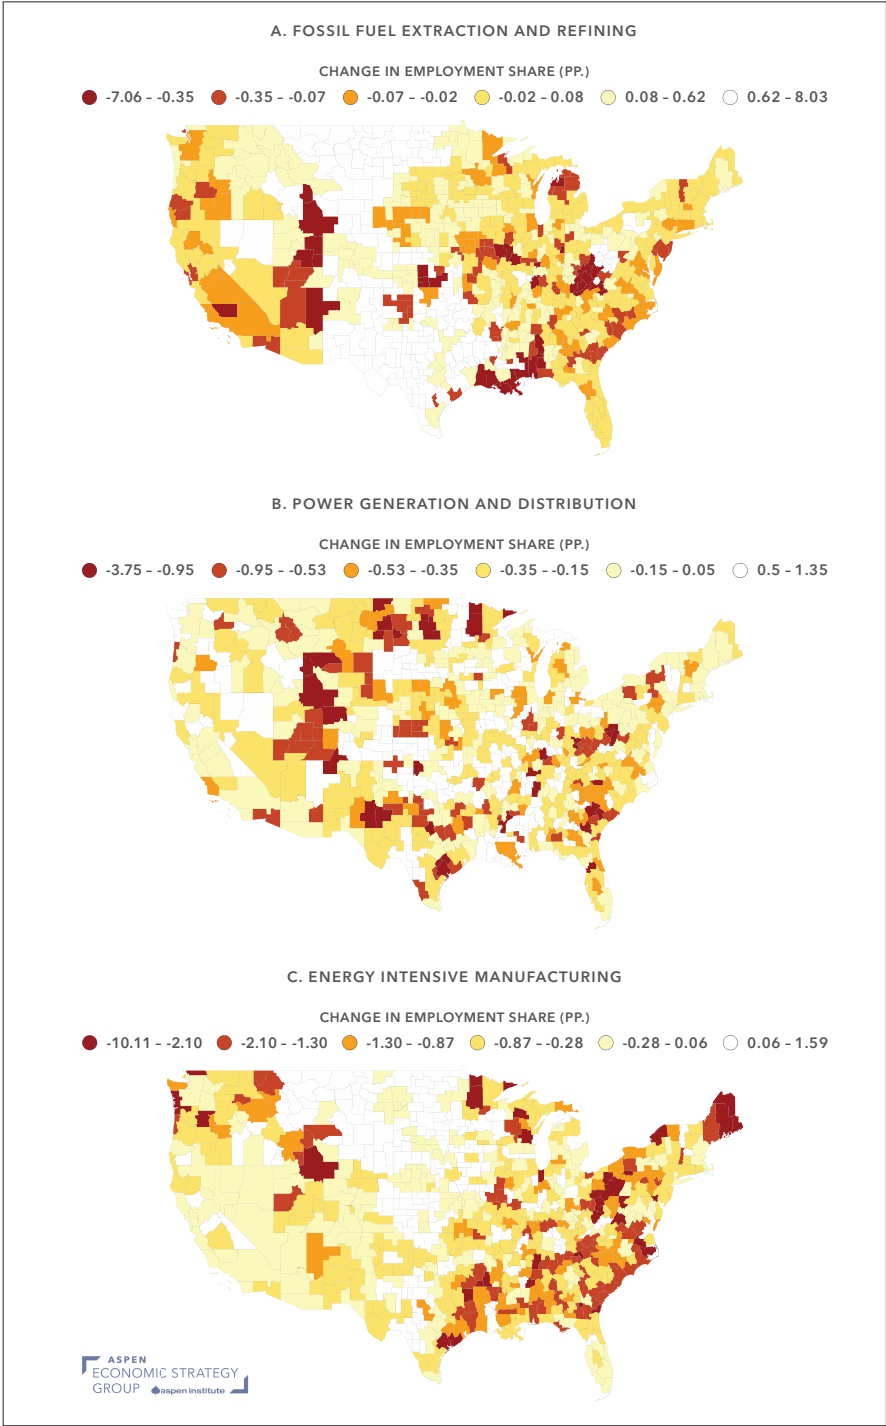 A. FOSSIL FUEL EXTRACTION AND REFINING
CHANGE IN EMPLOYMENT SHARE (PP.)
-7.06 – -0.35 -0.35 – -0.07 -0.07 – -0.02 -0.02 – 0.08 0.08 – 0.62 0.62 – 8.03
B. POWER GENERATION AND DISTRIBUTION
CHANGE IN EMPLOYMENT SHARE (PP.)
-3.75 – -0.95 -0.95 – -0.53 -0.53 – -0.35 -0.35 – -0.15 -0.15 – 0.05 0.5 – 1.35
C. ENERGY INTENSIVE MANUFACTURING
CHANGE IN EMPLOYMENT SHARE (PP.)
-10.11 – -2.10 -2.10 – -1.30 -1.30 – -0.87 -0.87 – -0.28 -0.28 – 0.06 0.06 – 1.59
ASPEN
ECONOMIC STRATEGY
GROUP aspen institute